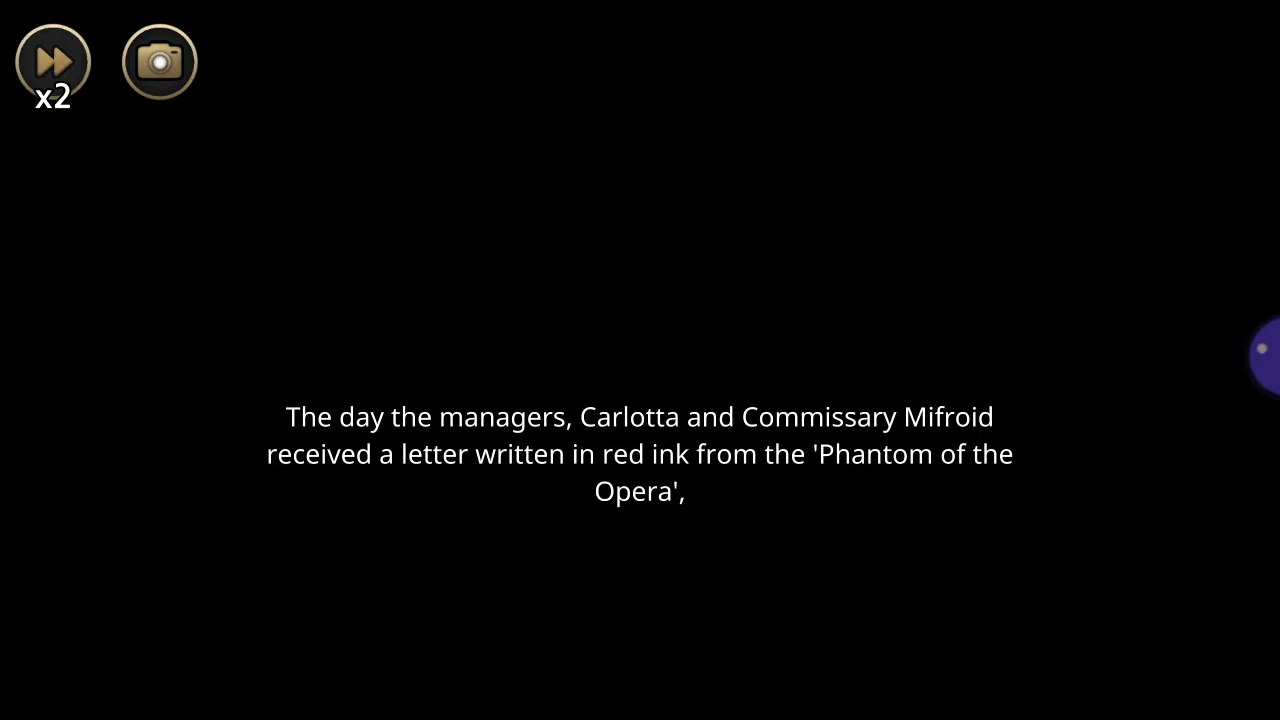 x2
The day the managers, Carlotta and Commissary Mifroid
received a letter written in red ink from the 'Phantom of the
Opera',